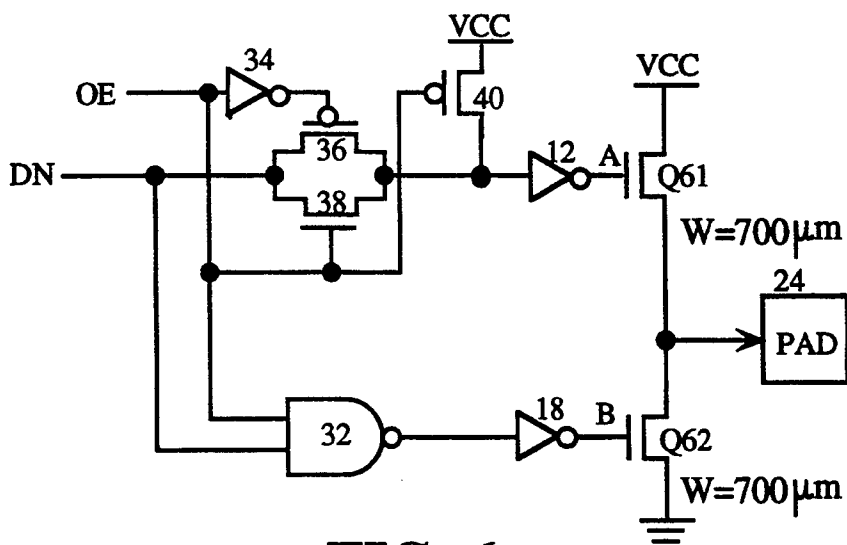 VCC
34
VCC
OE
40
36
12
A
DN
Q61
38
W=700μm
24
PAD
18
B
32
Q62
W=700μm